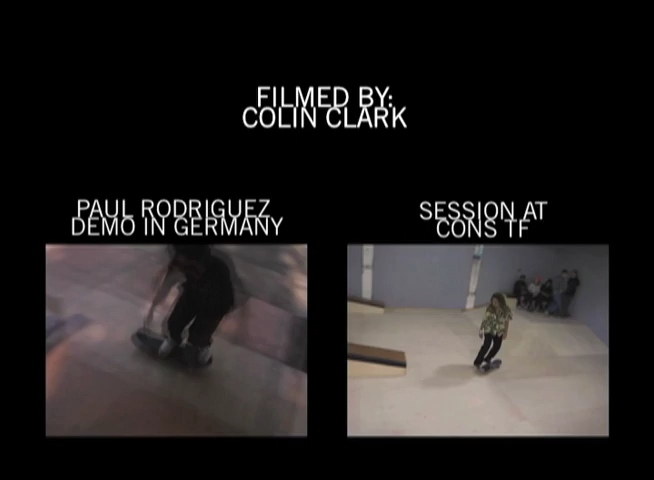 FILMED BY:
COLIN CLARK
PAUL RODRIGUEZ
DEMO IN GERMANY
SESSION AT
CONS TF